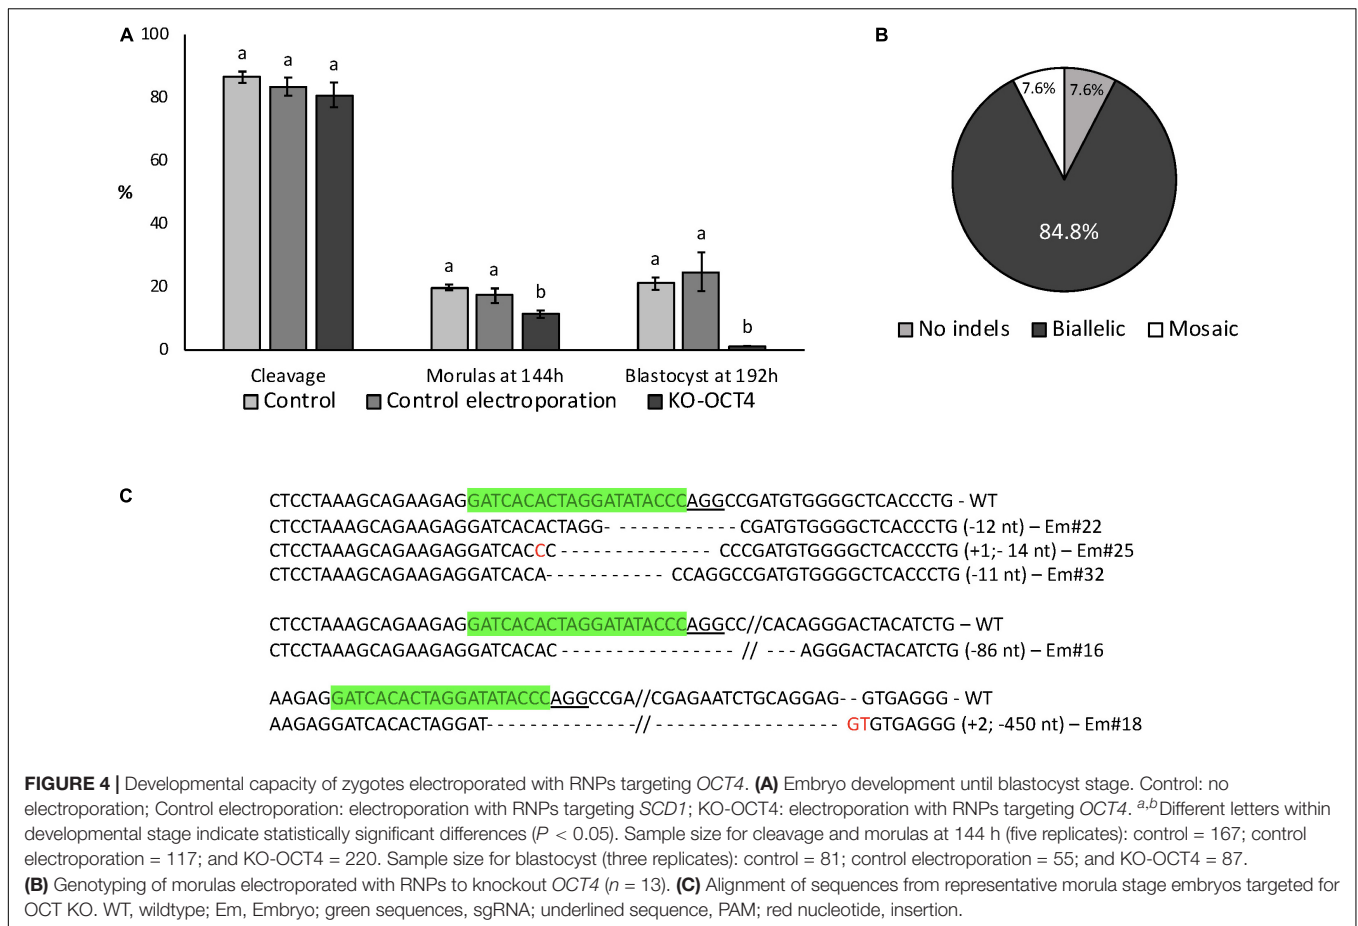 A
100
80
60
40
20
0
%
a a a
a a b
a a b
Cleavage Morulas at 144h Blastocyst at 192h
Control Control electroporation KO-OCT4
B
7.6% 7.6%
84.8%
No indels Biallelic Mosaic
C
CTCCTAAAGCAGAAGAGGATCACACTAGGATATACCCAGGCCGATGTGGGGCTCACCCTG - WT
CTCCTAAAGCAGAAGAGGATCACACTAGG- - - - - - - - - - - -CGATGTGGGGCTCACCCTG (-12 nt) – Em#22
CTCCTAAAGCAGAAGAGGATCACCC - - - - - - - - - - - - - - CCCGATGTGGGGCTCACCCTG (+1;- 14 nt) – Em#25
CTCCTAAAGCAGAAGAGGATCACA- - - - - - - - - - - CCAGGCCGATGTGGGGCTCACCCTG (-11 nt) – Em#32
CTCCTAAAGCAGAAGAGGATCACACTAGGATATACCCAGGCC//CACAGGGACTACATCTG – WT
CTCCTAAAGCAGAAGAGGATCACAC - - - - - - - - - - - - - - - - // - - - AGGGACTACATCTG (-86 nt) – Em#16
AAGAGGATCACACTAGGATATACCCAGGCCGA//CGAGAATCTGCAGGAG- - GTGAGGG - WT
AAGAGGATCACACTAGGAT- - - - - - - - - - - - - -//- - - - - - - - - - - - - - - - - - GTGTGAGGG (+2; -450 nt) – Em#18
FIGURE 4 | Developmental capacity of zygotes electroporated with RNPs targeting OCT4. (A) Embryo development until blastocyst stage. Control: no
electroporation; Control electroporation: electroporation with RNPs targeting SCD1; KO-OCT4: electroporation with RNPs targeting OCT4. a,bDifferent letters within
developmental stage indicate statistically significant differences (P < 0.05). Sample size for cleavage and morulas at 144 h (five replicates): control = 167; control
electroporation = 117; and KO-OCT4 = 220. Sample size for blastocyst (three replicates): control = 81; control electroporation = 55; and KO-OCT4 = 87.
(B) Genotyping of morulas electroporated with RNPs to knockout OCT4 (n = 13). (C) Alignment of sequences from representative morula stage embryos targeted for
OCT KO. WT, wildtype; Em, Embryo; green sequences, sgRNA; underlined sequence, PAM; red nucleotide, insertion.